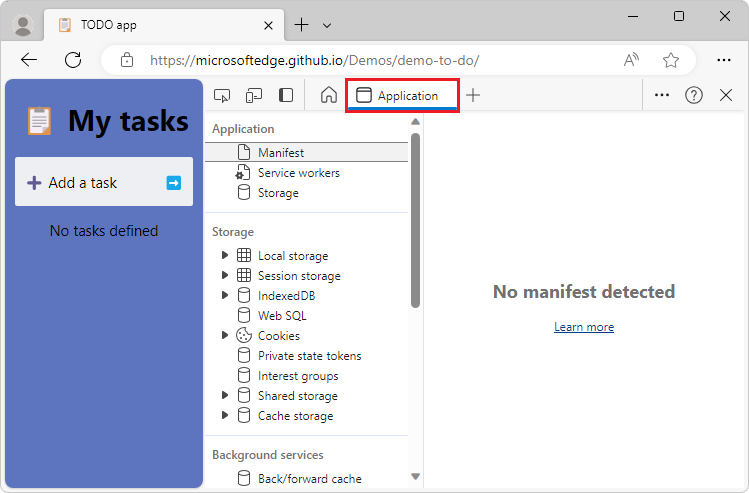 TODO app
https://microsoftedge.github.io/Demos/demo-to-do/
Application
My tasks
Add a task
No tasks defined
Application
Manifest
Service workers
Storage
Storage
Local storage
Session storage
IndexedDB
Web SQL
Cookies
Private state tokens
Interest groups
Shared storage
Cache storage
Background services
Back/forward cache
No manifest detected
Learn more